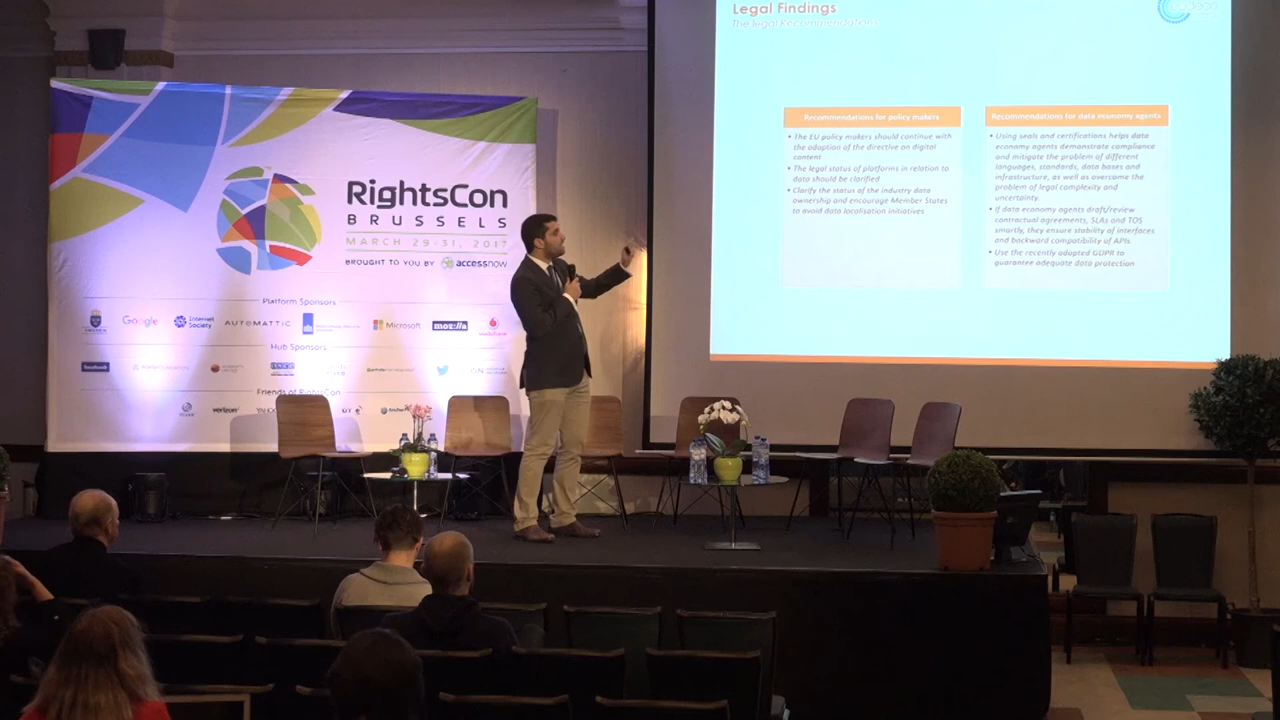 RightsCon
BRUSSELS
MARCH 29-31, 2017
BROUGHT TO YOU BY accessnow
Platform Sponsors
Google
Internet
Society
AUTOMATTIC
Microsoft
moz://a
vodafone
Hub Sponsors
facebook
Friends of RightsCon
verizon
Legal Findings
The legal Recommendations
Recommendations for policy makers
• The EU policy makers should continue with
the adoption of the directive on digital
content
• The legal status of platforms in relation to
data should be clarified
• Clarify the status of the industry data
ownership and encourage Member States
to avoid data localisation initiatives
Recommendations for data economy agents
• Using seals and certifications helps data
economy agents demonstrate compliance
and mitigate the problem of different
languages, standards, data bases and
infrastructure, as well as overcome the
problem of legal complexity and
uncertainty.
• If data economy agents draft/review
contractual agreements, SLAs and TOS
smartly, they ensure stability of interfaces
and backward compatibility of APIs.
• Use the recently adopted GDPR to
guarantee adequate data protection